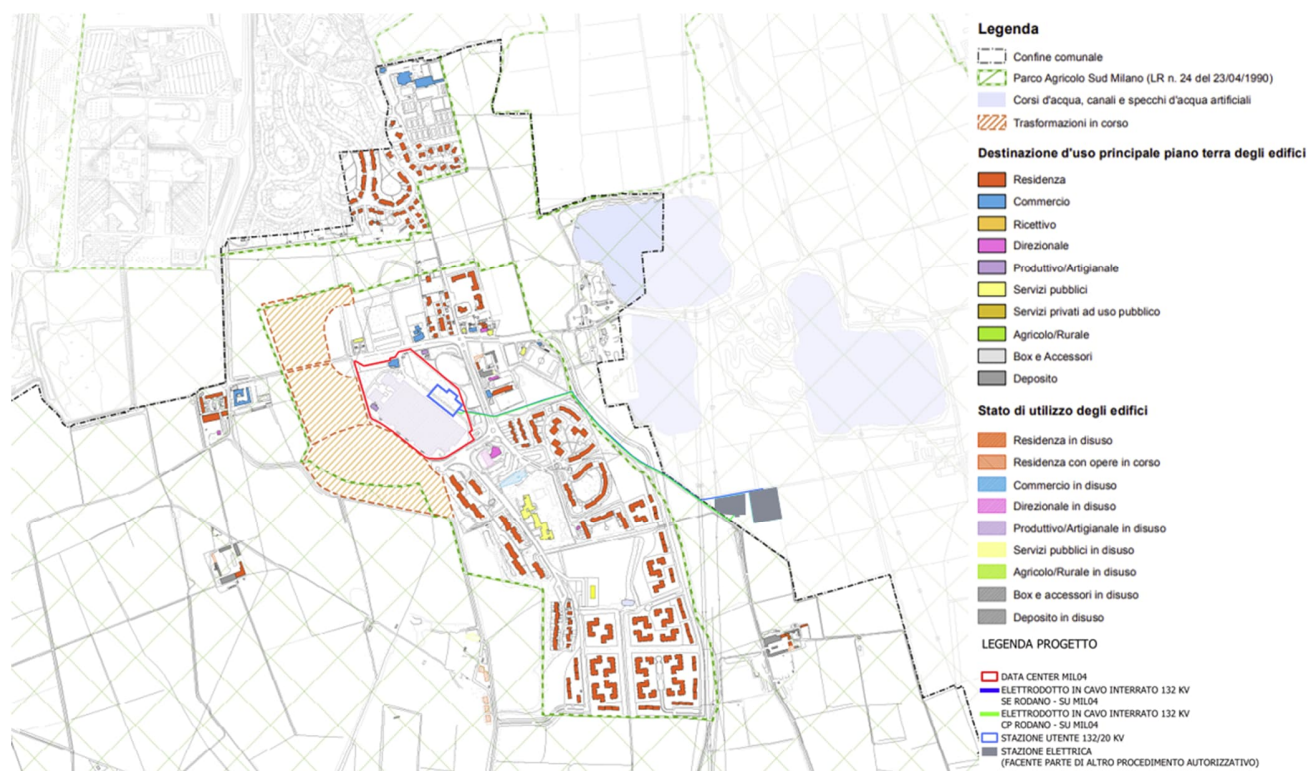 Legenda
Confine comunale
Parco Agricolo Sud Milano (LR n. 24 del 23/04/1990)
Corsi d'acqua, canali e specchi d'acqua artificiali
Trasformazioni in corso
Destinazione d'uso principale piano terra degli edifici
Residenza
Commercio
Ricettivo
Direzionale
Produttivo/Artigianale
Servizi pubblici
Servizi privati ad uso pubblico
Agricolo/Rurale
Box e Accessori
Deposito
Stato di utilizzo degli edifici
Residenza in disuso
Residenza con opere in corso
Commercio in disuso
Direzionale in disuso
Produttivo/Artigianale in disuso
Servizi pubblici in disuso
Agricolo/Rurale in disuso
Box e accessori in disuso
Deposito in disuso
LEGENDA PROGETTO
DATA CENTER MIL04
ELETTRODOTTO IN CAVO INTERRATO 132 KV
SE RODANO - SU MIL04
ELETTRODOTTO IN CAVO INTERRATO 132 KV
CP RODANO - SU MIL04
STAZIONE UTENTE 132/20 KV
STAZIONE ELETTRICA
(FACENTE PARTE DI ALTRO PROCEDIMENTO AUTORIZZATIVO)